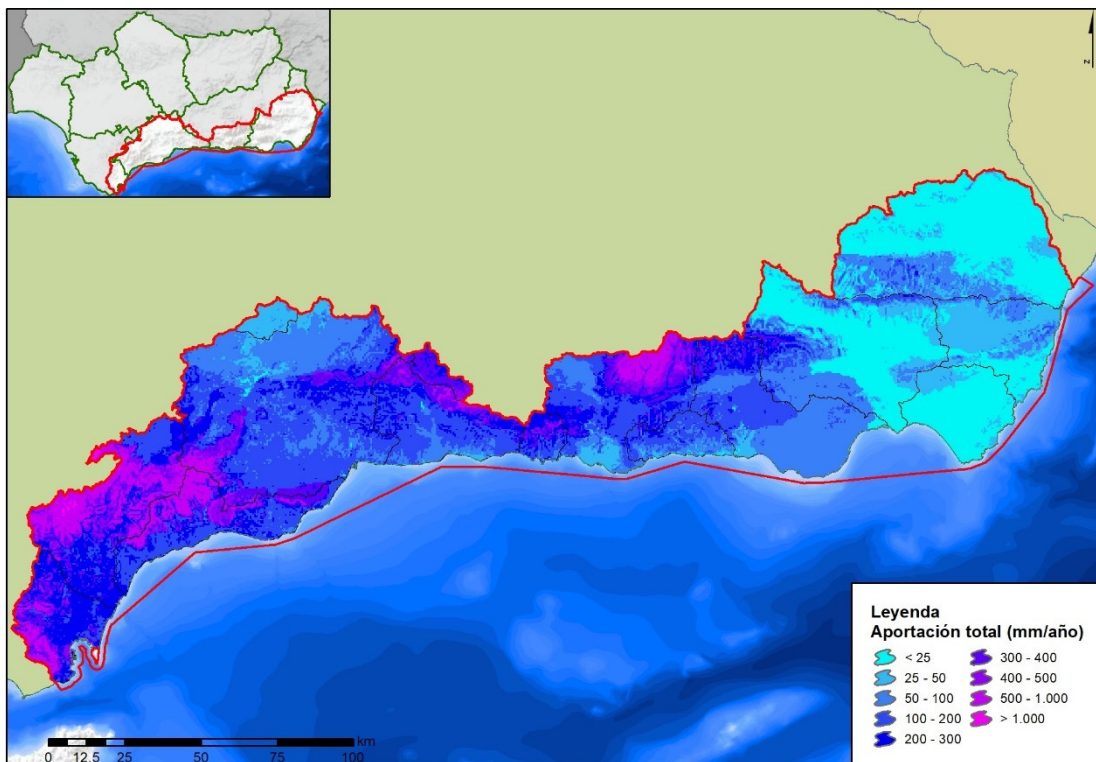 N
Leyenda
Aportación total (mm/año)
< 25
25 - 50
50 - 100
100 - 200
200 - 300
300 - 400
400 - 500
500 - 1.000
> 1.000
km
0 12.5 25 50 75 100